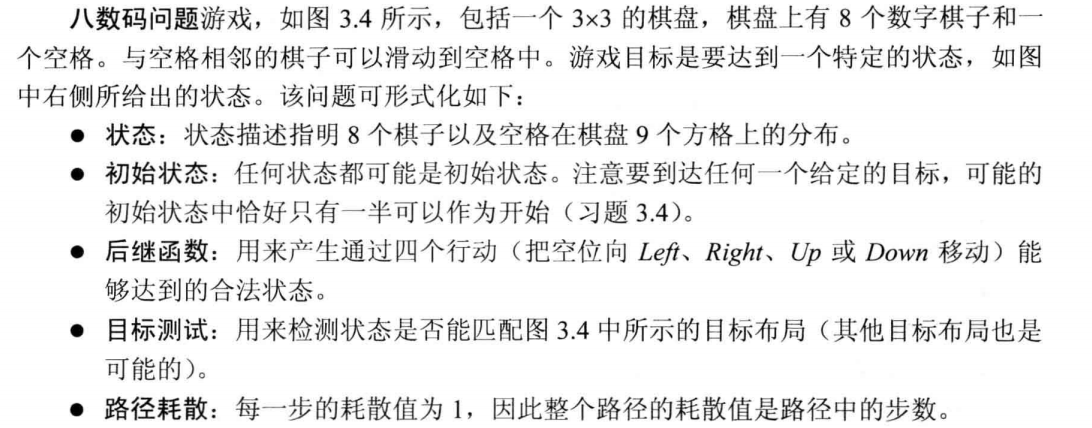 八数码问题游戏，如图 3.4 所示，包括一个 3×3 的棋盘，棋盘上有 8 个数字棋子和一
个空格。与空格相邻的棋子可以滑动到空格中。游戏目标是要达到一个特定的状态，如图
中右侧所给出的状态。该问题可形式化如下：
● 状态：状态描述指明 8 个棋子以及空格在棋盘 9 个方格上的分布。
● 初始状态：任何状态都可能是初始状态。注意要到达任何一个给定的目标，可能的
初始状态中恰好只有一半可以作为开始（习题 3.4）。
● 后继函数：用来产生通过四个行动（把空位向 Left、Right、Up 或 Down 移动）能
够达到的合法状态。
● 目标测试：用来检测状态是否能匹配图 3.4 中所示的目标布局（其他目标布局也是
可能的）。
● 路径耗散：每一步的耗散值为 1，因此整个路径的耗散值是路径中的步数。